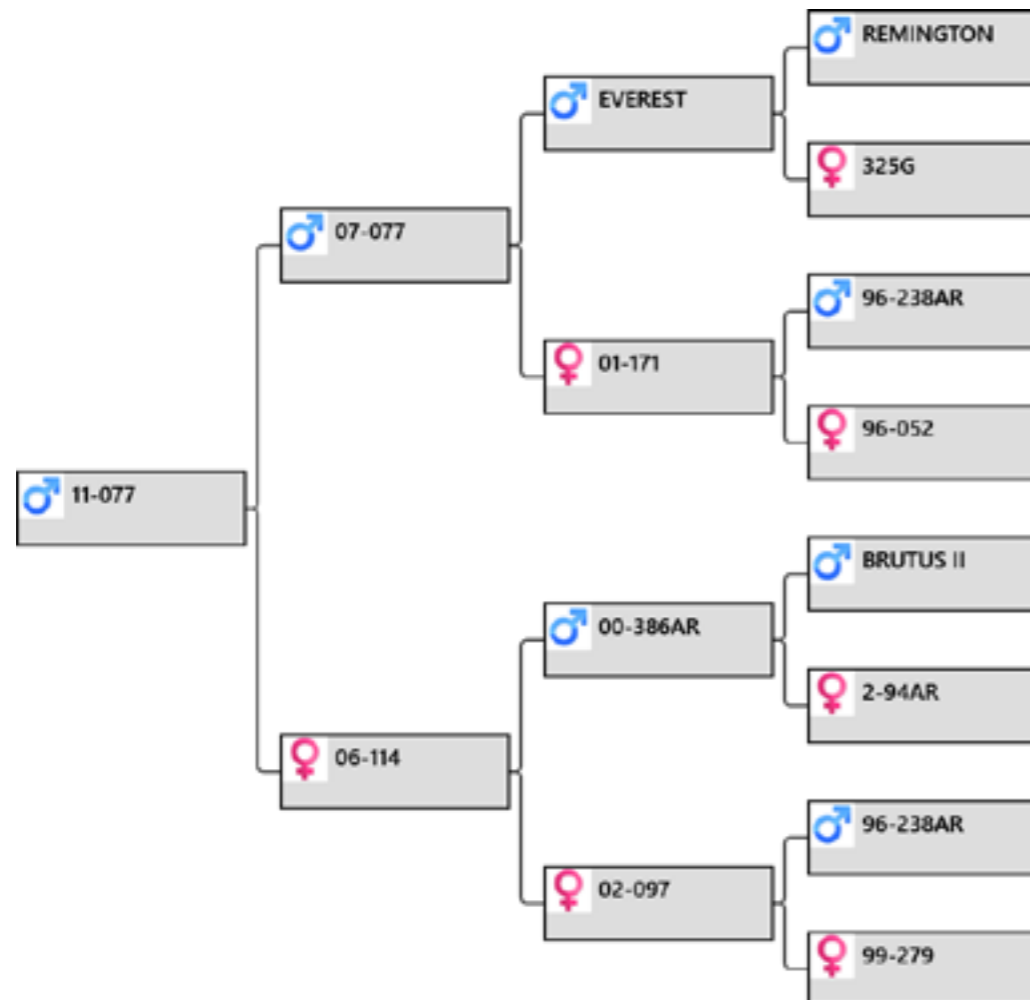 REMINGTON
EVEREST
325G
07-077
96-238AR
01-171
96-052
11-077
BRUTUS II
00-386AR
2-94AR
06-114
96-238AR
02-097
99-279